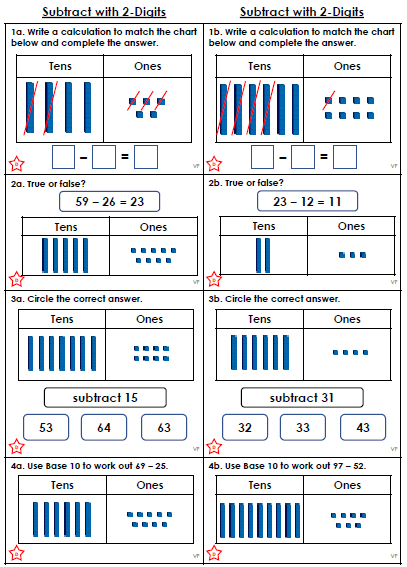 Subtract with 2-Digits
Subtract with 2-Digits
1a. Write a calculation to match the chart
below and complete the answer.
Tens Ones
– =
VF
1b. Write a calculation to match the chart
below and complete the answer.
Tens Ones
– =
VF
2a. True or false?
59 – 26 = 23
Tens Ones
VF
2b. True or false?
23 – 12 = 11
Tens Ones
VF
3a. Circle the correct answer.
Tens Ones
subtract 15
53 64 63
VF
3b. Circle the correct answer.
Tens Ones
subtract 31
32 33 43
VF
4a. Use Base 10 to work out 69 – 25.
Tens Ones
VF
4b. Use Base 10 to work out 97 – 52.
Tens Ones
VF